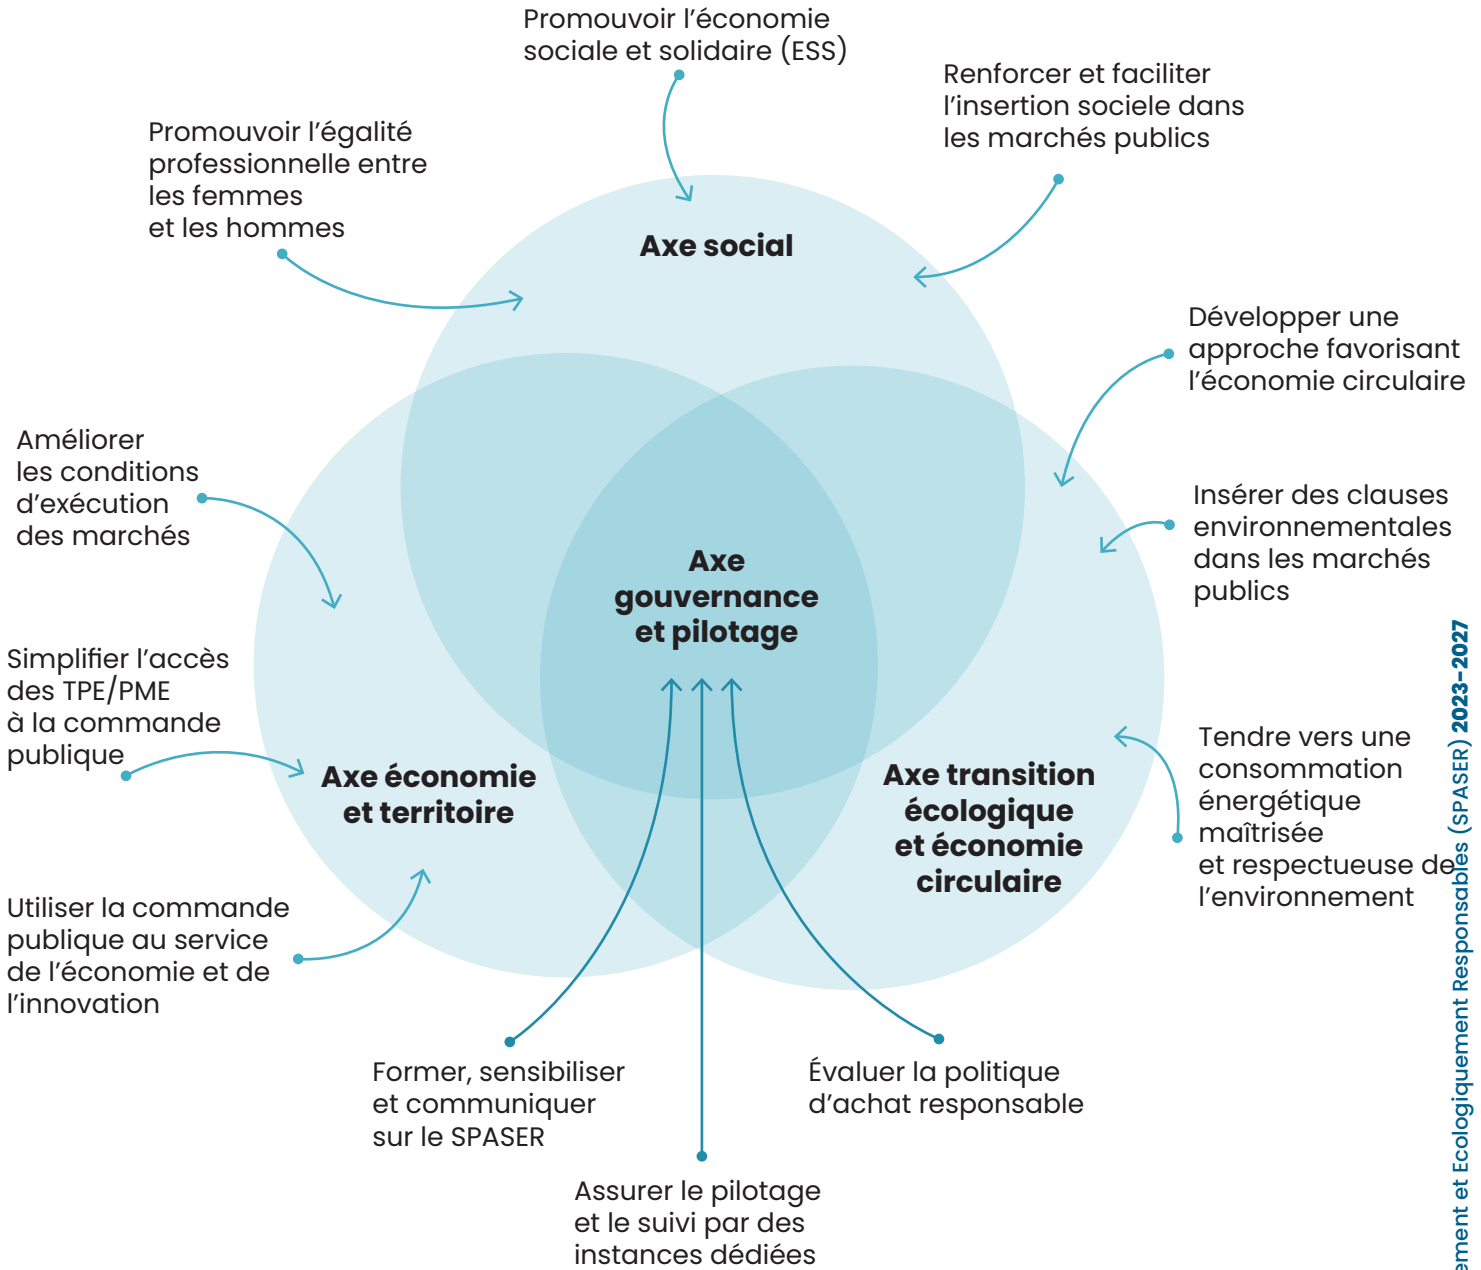 Promouvoir l’économie
sociale et solidaire (ESS)
Renforcer et faciliter
l’insertion sociele dans
les marchés publics
Promouvoir l’égalité
professionnelle entre
les femmes
et les hommes
Axe social
Développer une
approche favorisant
l’économie circulaire
Améliorer
les conditions
d’exécution
des marchés
Insérer des clauses
environnementales
dans les marchés
publics
Axe
gouvernance
et pilotage
Simplifier l’accès
des TPE/PME
à la commande
publique
Axe économie
et territoire
Axe transition
écologique
et économie
circulaire
Tendre vers une
consommation
énergétique
maîtrisée
et respectueuse de
l’environnement
Utiliser la commande
publique au service
de l’économie et de
l’innovation
Former, sensibiliser
et communiquer
sur le SPASER
Évaluer la politique
d’achat responsable
Assurer le pilotage
et le suivi par des
instances dédiées
et Ecologiquement Responsables (SPASER) 2023-2027